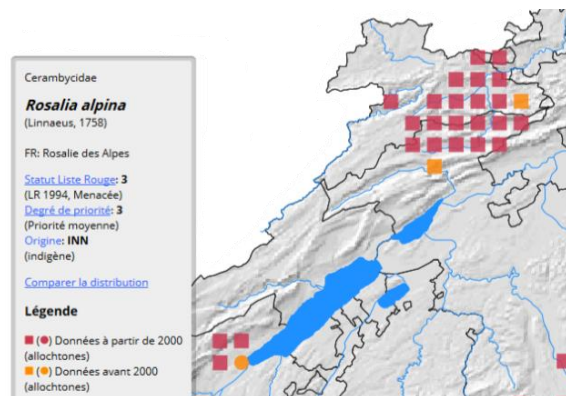 Cerambycidae
Rosalia alpina
(Linnaeus, 1758)
FR: Rosalie des Alpes
Statut Liste Rouge: 3
(LR 1994, Menacée)
Degré de priorité: 3
(Priorité moyenne)
Origine: INN
(indigène)
Comparer la distribution
Légende
(●) Données à partir de 2000
(allochtones)
(●) Données avant 2000
(allochtones)